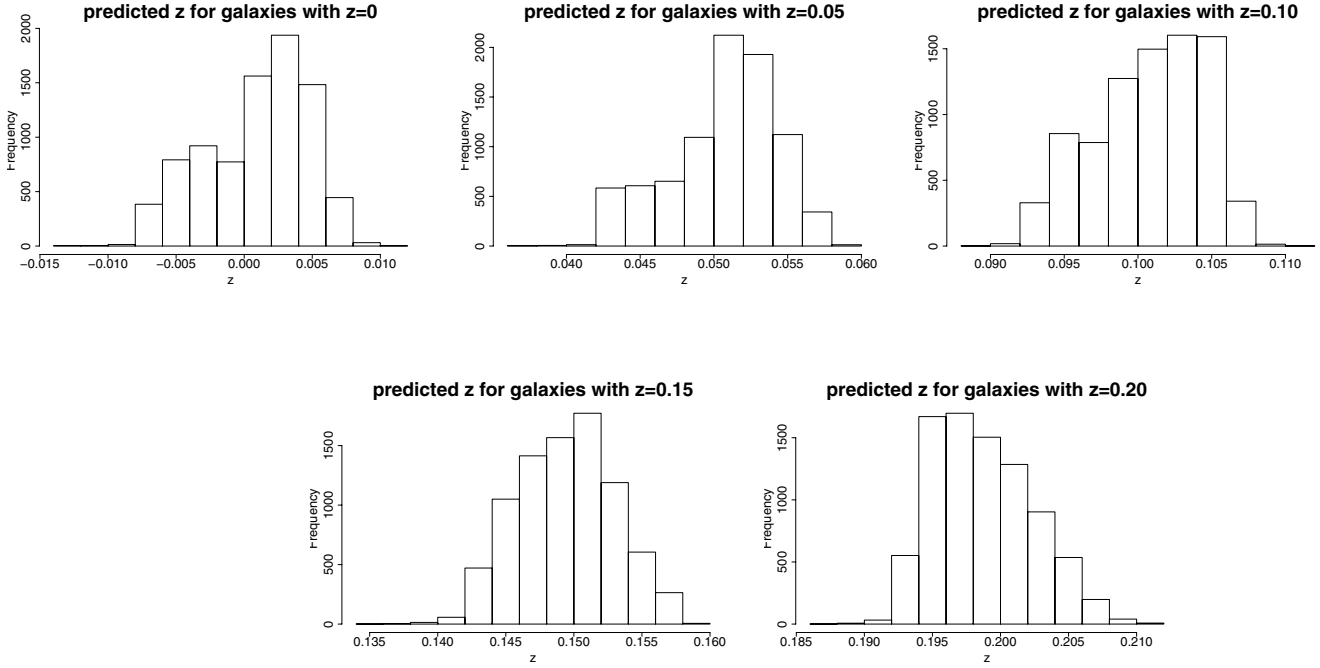 predicted z for galaxies with z=0
Frequency
0 500 1000 1500 2000
−0.015 −0.010 −0.005 0.000 0.005 0.010
z
predicted z for galaxies with z=0.05
Frequency
0 500 1000 1500 2000
0.040 0.045 0.050 0.055 0.060
z
predicted z for galaxies with z=0.10
Frequency
0 500 1000 1500
0.090 0.095 0.100 0.105 0.110
z
predicted z for galaxies with z=0.15
Frequency
0 500 1000 1500
0.135 0.140 0.145 0.150 0.155 0.160
z
predicted z for galaxies with z=0.20
Frequency
0 500 1000 1500
0.185 0.190 0.195 0.200 0.205 0.210
z